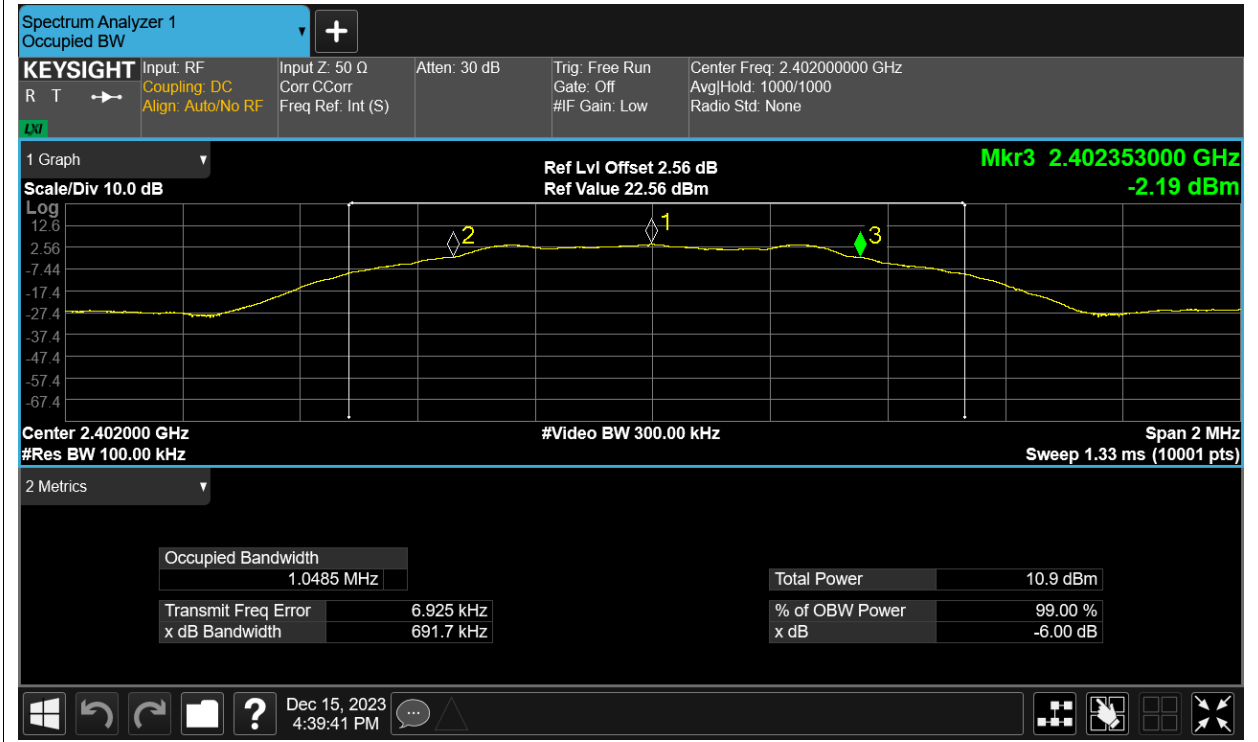 Spectrum Analyzer 1
Occupied BW
+
KEYSIGHT Input: RF Input Z: 50 Ω Atten: 30 dB Trig: Free Run Center Freq: 2.402000000 GHz
R T Coupling: DC Corr CCorr Gate: Off Avg|Hold: 1000/1000
Align: Auto/No RF Freq Ref: Int (S) #IF Gain: Low Radio Std: None
LXI
1 Graph Ref Lvl Offset 2.56 dB Mkr3 2.402353000 GHz
Scale/Div 10.0 dB Ref Value 22.56 dBm -2.19 dBm
Log
12.6
2.56
-7.44
-17.4
-27.4
-37.4
-47.4
-57.4
-67.4
2 1 3
Center 2.402000 GHz #Video BW 300.00 kHz Span 2 MHz
#Res BW 100.00 kHz Sweep 1.33 ms (10001 pts)
2 Metrics
Occupied Bandwidth
1.0485 MHz Total Power 10.9 dBm
Transmit Freq Error 6.925 kHz % of OBW Power 99.00 %
x dB Bandwidth 691.7 kHz x dB -6.00 dB
? Dec 15, 2023
4:39:41 PM